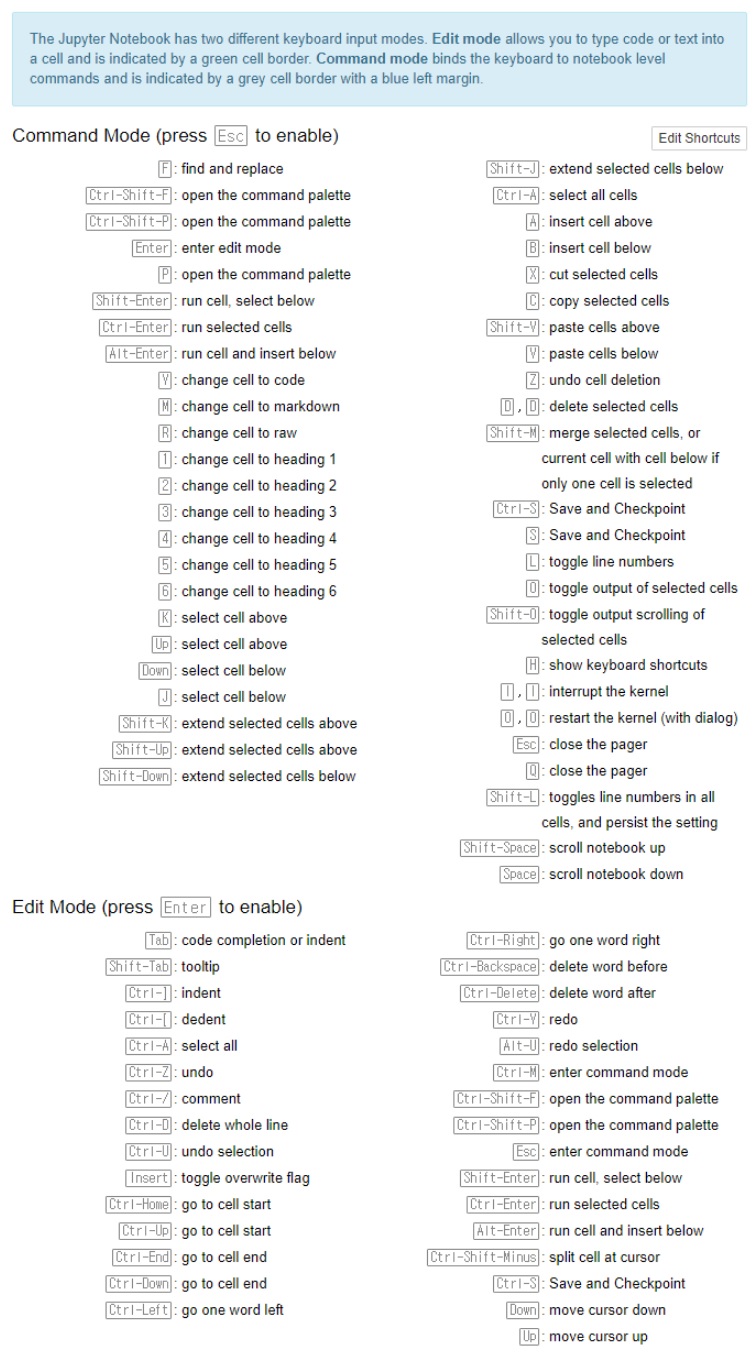 The Jupyter Notebook has two different keyboard input modes. Edit mode allows you to type code or text into
a cell and is indicated by a green cell border. Command mode binds the keyboard to notebook level
commands and is indicated by a grey cell border with a blue left margin.
Command Mode (press Esc to enable)
Edit Shortcuts
F: find and replace
Ctrl-Shift-F: open the command palette
Ctrl-Shift-P: open the command palette
Enter: enter edit mode
P: open the command palette
Shift-Enter: run cell, select below
Ctrl-Enter: run selected cells
Alt-Enter: run cell and insert below
Y: change cell to code
M: change cell to markdown
R: change cell to raw
1: change cell to heading 1
2: change cell to heading 2
3: change cell to heading 3
4: change cell to heading 4
5: change cell to heading 5
6: change cell to heading 6
K: select cell above
Up: select cell above
Down: select cell below
J: select cell below
Shift-K: extend selected cells above
Shift-Up: extend selected cells above
Shift-Down: extend selected cells below
Shift-J: extend selected cells below
Ctrl-A: select all cells
A: insert cell above
B: insert cell below
X: cut selected cells
C: copy selected cells
Shift-V: paste cells above
V: paste cells below
Z: undo cell deletion
D, D: delete selected cells
Shift-M: merge selected cells, or
current cell with cell below if
only one cell is selected
Ctrl-S: Save and Checkpoint
S: Save and Checkpoint
L: toggle line numbers
O: toggle output of selected cells
Shift-O: toggle output scrolling of
selected cells
H: show keyboard shortcuts
I, I: interrupt the kernel
0, 0: restart the kernel (with dialog)
Esc: close the pager
Q: close the pager
Shift-L: toggles line numbers in all
cells, and persist the setting
Shift-Space: scroll notebook up
Space: scroll notebook down
Edit Mode (press Enter to enable)
Tab: code completion or indent
Shift-Tab: tooltip
Ctrl-]: indent
Ctrl-[: dedent
Ctrl-A: select all
Ctrl-Z: undo
Ctrl-/: comment
Ctrl-D: delete whole line
Ctrl-U: undo selection
Insert: toggle overwrite flag
Ctrl-Home: go to cell start
Ctrl-Up: go to cell start
Ctrl-End: go to cell end
Ctrl-Down: go to cell end
Ctrl-Left: go one word left
Ctrl-Right: go one word right
Ctrl-Backspace: delete word before
Ctrl-Delete: delete word after
Ctrl-Y: redo
Alt-U: redo selection
Ctrl-M: enter command mode
Ctrl-Shift-F: open the command palette
Ctrl-Shift-P: open the command palette
Esc: enter command mode
Shift-Enter: run cell, select below
Ctrl-Enter: run selected cells
Alt-Enter: run cell and insert below
Ctrl-Shift-Minus: split cell at cursor
Ctrl-S: Save and Checkpoint
Down: move cursor down
Up: move cursor up